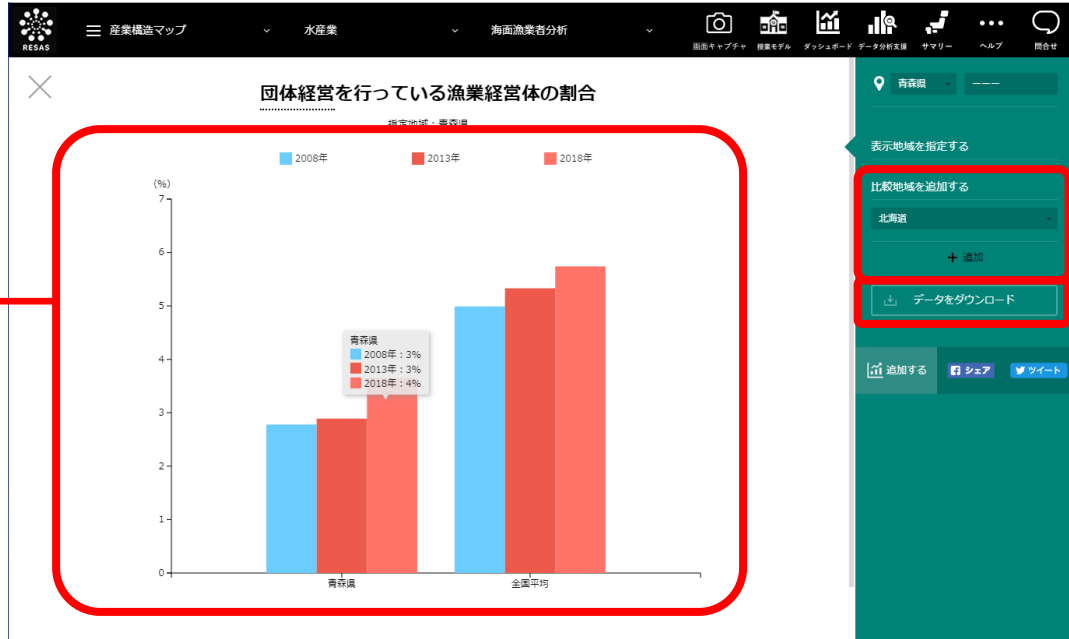 RESAS
産業構造マップ
水産業
海面漁業者分析
画面キャプチャ
授業モデル
ダッシュボード
データ分析支援
サマリー
ヘルプ
問合せ
団体経営を行っている漁業経営体の割合
指定地域：青森県
2008年
2013年
2018年
(%)
7
6
5
4
3
2
1
0
青森県
2008年：3%
2013年：3%
2018年：4%
青森県
全国平均
青森県
---
表示地域を指定する
比較地域を追加する
北海道
+ 追加
データをダウンロード
追加する
シェア
ツイート